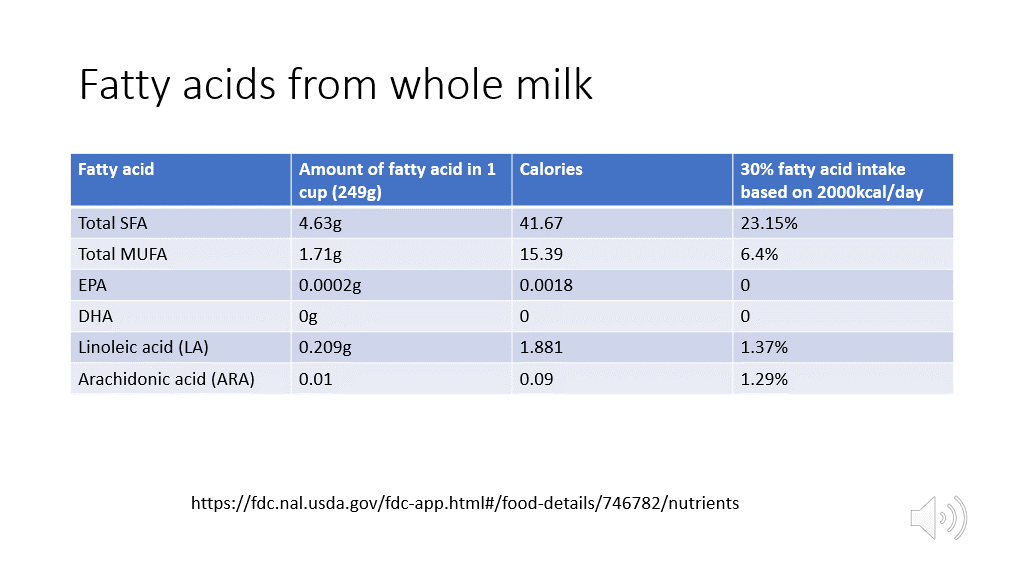 Fatty acids from whole milk
Fatty acid Amount of fatty acid in 1 cup (249g) Calories 30% fatty acid intake based on 2000kcal/day
Total SFA 4.63g 41.67 23.15%
Total MUFA 1.71g 15.39 6.4%
EPA 0.0002g 0.0018 0
DHA 0g 0 0
Linoleic acid (LA) 0.209g 1.881 1.37%
Arachidonic acid (ARA) 0.01 0.09 1.29%
https://fdc.nal.usda.gov/fdc-app.html#/food-details/746782/nutrients